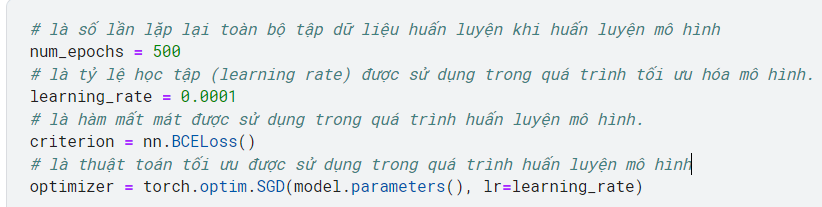 # là số lần lặp lại toàn bộ tập dữ liệu huấn luyện khi huấn luyện mô hình
num_epochs = 500
# là tỷ lệ học tập (learning rate) được sử dụng trong quá trình tối ưu hóa mô hình.
learning_rate = 0.0001
# là hàm mất mát được sử dụng trong quá trình huấn luyện mô hình.
criterion = nn.BCELoss()
# là thuật toán tối ưu được sử dụng trong quá trình huấn luyện mô hình
optimizer = torch.optim.SGD(model.parameters(), lr=learning_rate)